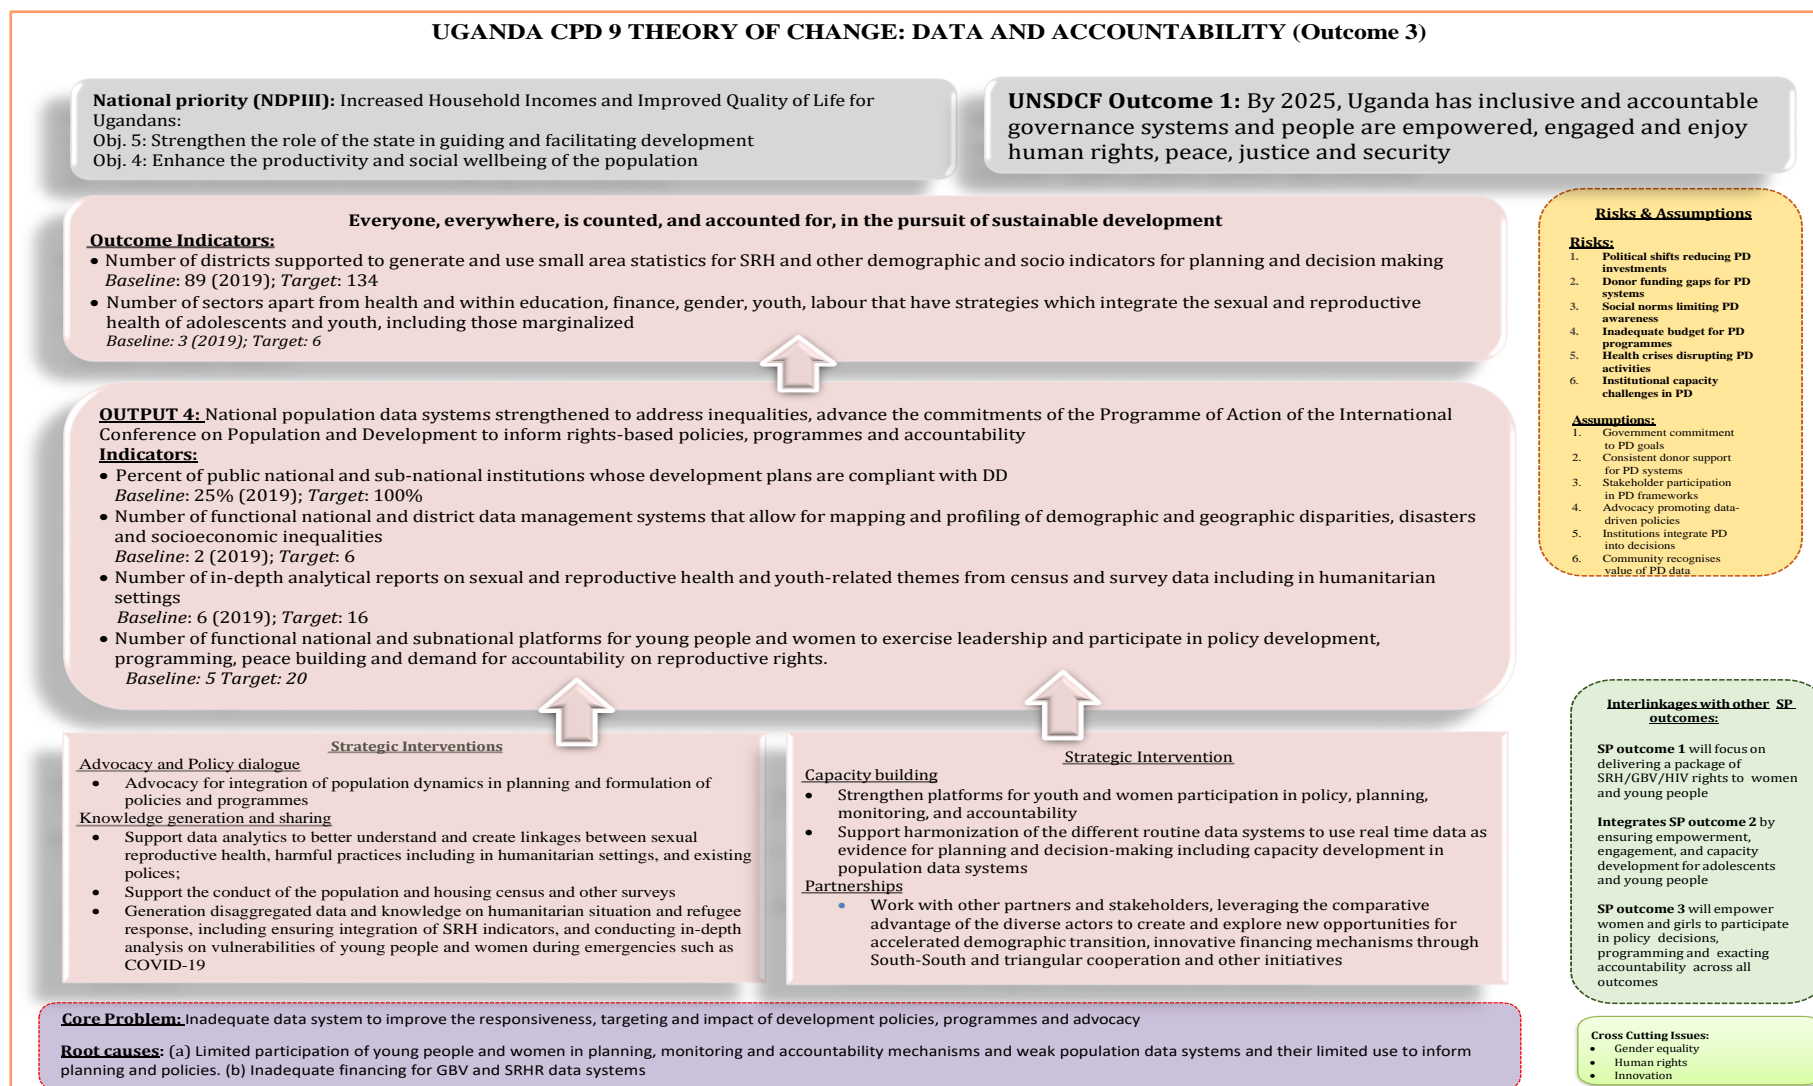 UGANDA CPD 9 THEORY OF CHANGE: DATA AND ACCOUNTABILITY (Outcome 3)
National priority (NDPIII): Increased Household Incomes and Improved Quality of Life for
Ugandans:
Obj. 5: Strengthen the role of the state in guiding and facilitating development
Obj. 4: Enhance the productivity and social wellbeing of the population
UNSDCF Outcome 1: By 2025, Uganda has inclusive and accountable
governance systems and people are empowered, engaged and enjoy
human rights, peace, justice and security
Everyone, everywhere, is counted, and accounted for, in the pursuit of sustainable development
Outcome Indicators:
• Number of districts supported to generate and use small area statistics for SRH and other demographic and socio indicators for planning and decision making
Baseline: 89 (2019); Target: 134
• Number of sectors apart from health and within education, finance, gender, youth, labour that have strategies which integrate the sexual and reproductive
health of adolescents and youth, including those marginalized
Baseline: 3 (2019); Target: 6
OUTPUT 4: National population data systems strengthened to address inequalities, advance the commitments of the Programme of Action of the International
Conference on Population and Development to inform rights-based policies, programmes and accountability
Indicators:
• Percent of public national and sub-national institutions whose development plans are compliant with DD
Baseline: 25% (2019); Target: 100%
• Number of functional national and district data management systems that allow for mapping and profiling of demographic and geographic disparities, disasters
and socioeconomic inequalities
Baseline: 2 (2019); Target: 6
• Number of in-depth analytical reports on sexual and reproductive health and youth-related themes from census and survey data including in humanitarian
settings
Baseline: 6 (2019); Target: 16
• Number of functional national and subnational platforms for young people and women to exercise leadership and participate in policy development,
programming, peace building and demand for accountability on reproductive rights.
Baseline: 5 Target: 20
Strategic Interventions
Advocacy and Policy dialogue
• Advocacy for integration of population dynamics in planning and formulation of
policies and programmes
Knowledge generation and sharing
• Support data analytics to better understand and create linkages between sexual
reproductive health, harmful practices including in humanitarian settings, and existing
polices;
• Support the conduct of the population and housing census and other surveys
• Generation disaggregated data and knowledge on humanitarian situation and refugee
response, including ensuring integration of SRH indicators, and conducting in-depth
analysis on vulnerabilities of young people and women during emergencies such as
COVID-19
Strategic Intervention
Capacity building
• Strengthen platforms for youth and women participation in policy, planning,
monitoring, and accountability
• Support harmonization of the different routine data systems to use real time data as
evidence for planning and decision-making including capacity development in
population data systems
Partnerships
• Work with other partners and stakeholders, leveraging the comparative
advantage of the diverse actors to create and explore new opportunities for
accelerated demographic transition, innovative financing mechanisms through
South-South and triangular cooperation and other initiatives
Core Problem: Inadequate data system to improve the responsiveness, targeting and impact of development policies, programmes and advocacy
Root causes: (a) Limited participation of young people and women in planning, monitoring and accountability mechanisms and weak population data systems and their limited use to inform
planning and policies. (b) Inadequate financing for GBV and SRHR data systems
Risks & Assumptions
Risks:
1. Political shifts reducing PD
investments
2. Donor funding gaps for PD
systems
3. Social norms limiting PD
awareness
4. Inadequate budget for PD
programmes
5. Health crises disrupting PD
activities
6. Institutional capacity
challenges in PD
Assumptions:
1. Government commitment
to PD goals
2. Consistent donor support
for PD systems
3. Stakeholder participation
in PD frameworks
4. Advocacy promoting data-
driven policies
5. Institutions integrate PD
into decisions
6. Community recognises
value of PD data
Interlinkages with other SP
outcomes:
SP outcome 1 will focus on
delivering a package of
SRH/GBV/HIV rights to women
and young people
Integrates SP outcome 2 by
ensuring empowerment,
engagement, and capacity
development for adolescents
and young people
SP outcome 3 will empower
women and girls to participate
in policy decisions,
programming and exacting
accountability across all
outcomes
Cross Cutting Issues:
• Gender equality
• Human rights
• Innovation